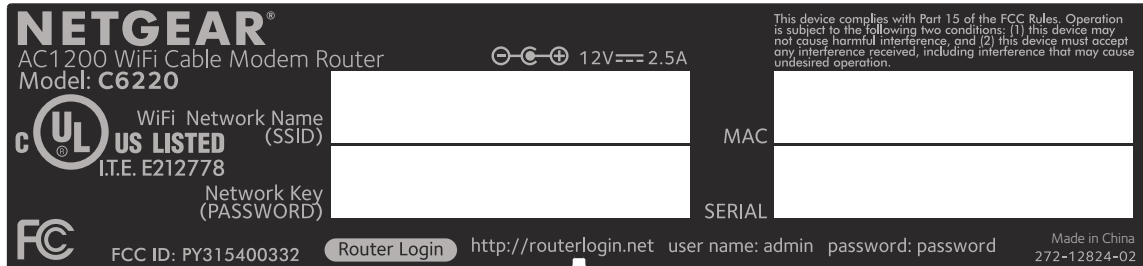 NETGEAR®
AC1200 WiFi Cable Modem Router
Model: C6220
12V 2.5A
This device complies with Part 15 of the FCC Rules. Operation
is subject to the following two conditions: (1) this device may
not cause harmful interference, and (2) this device must accept
any interference received, including interference that may cause
undesired operation.
C UL ® US LISTED
I.T.E. E212778
WiFi Network Name
(SSID)
MAC
Network Key
(PASSWORD)
SERIAL
FC
FCC ID: PY315400332
Router Login
http://routerlogin.net user name: admin password: password
Made in China
272-12824-02